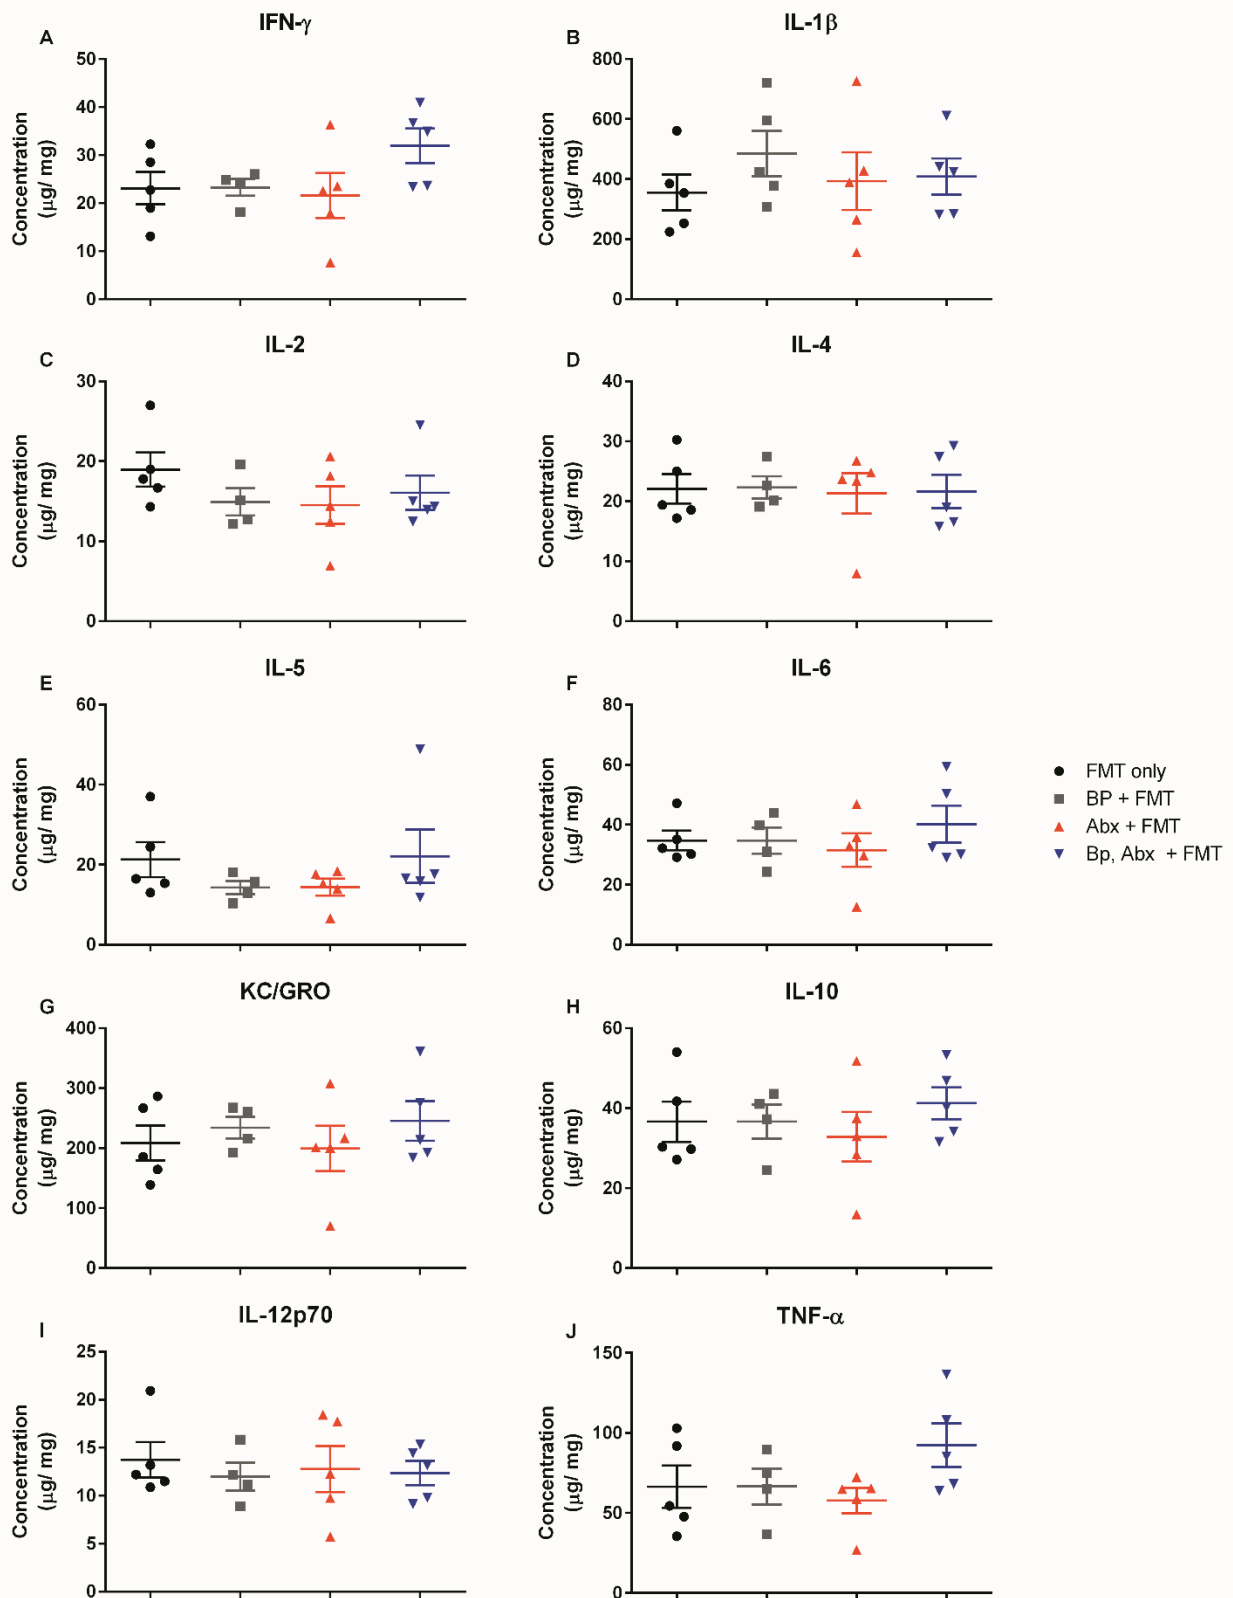 A
IFN-γ
Concentration
(μg/ mg)
50
40
30
20
10
0
B
IL-1β
Concentration
(μg/ mg)
800
600
400
200
0
C
IL-2
Concentration
(μg/ mg)
30
20
10
0
D
IL-4
Concentration
(μg/ mg)
40
30
20
10
0
E
IL-5
Concentration
(μg/ mg)
60
40
20
0
F
IL-6
Concentration
(μg/ mg)
80
60
40
20
0
FMT only
BP + FMT
Abx + FMT
Bp, Abx + FMT
G
KC/GRO
Concentration
(μg/ mg)
400
300
200
100
0
H
IL-10
Concentration
(μg/ mg)
60
40
20
0
I
IL-12p70
Concentration
(μg/ mg)
25
20
15
10
5
0
J
TNF-α
Concentration
(μg/ mg)
150
100
50
0